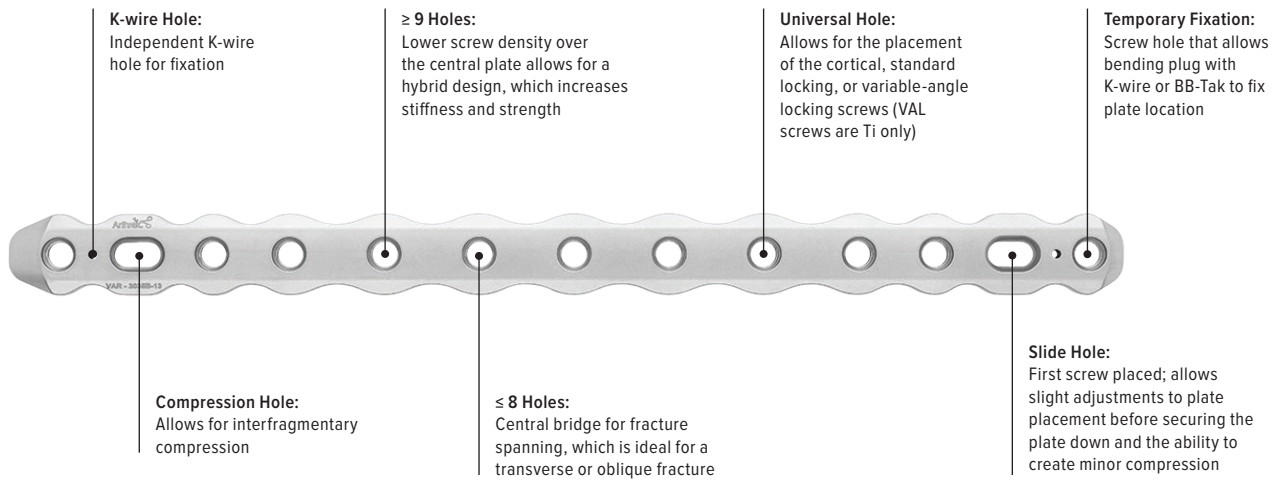 K-wire Hole:
Independent K-wire
hole for fixation
≥ 9 Holes:
Lower screw density over
the central plate allows for a
hybrid design, which increases
stiffness and strength
Universal Hole:
Allows for the placement
of the cortical, standard
locking, or variable-angle
locking screws (VAL
screws are Ti only)
Temporary Fixation:
Screw hole that allows
bending plug with
K-wire or BB-Tak to fix
plate location
Compression Hole:
Allows for interfragmentary
compression
≤ 8 Holes:
Central bridge for fracture
spanning, which is ideal for a
transverse or oblique fracture
Slide Hole:
First screw placed; allows
slight adjustments to plate
placement before securing the
plate down and the ability to
create minor compression